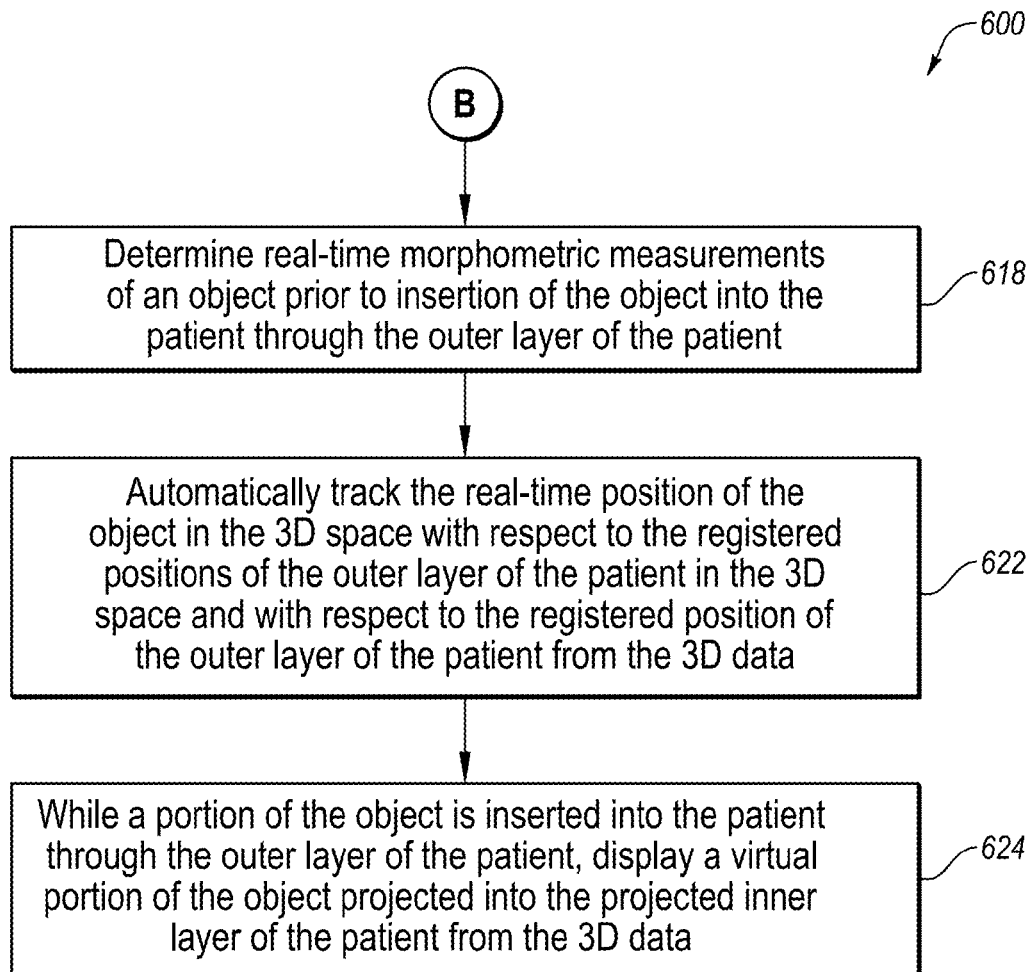 600
B
Determine real-time morphometric measurements
of an object prior to insertion of the object into the
patient through the outer layer of the patient
618
Automatically track the real-time position of the
object in the 3D space with respect to the registered
positions of the outer layer of the patient in the 3D
space and with respect to the registered position of
the outer layer of the patient from the 3D data
622
While a portion of the object is inserted into the patient
through the outer layer of the patient, display a virtual
portion of the object projected into the projected inner
layer of the patient from the 3D data
624